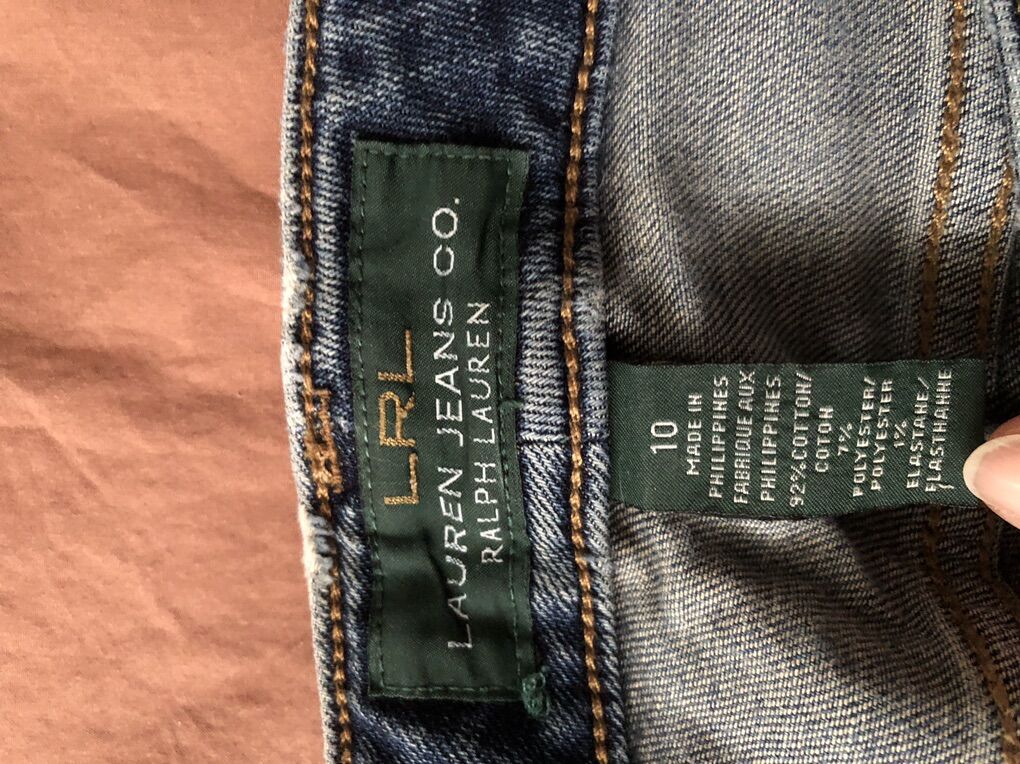 LRL
LAUREN JEANS CO.
RALPH LAUREN
10
MADE IN
PHILIPPINES
FABRIQUE AUX
PHILIPPINES
92%COTTON/
COTON
7%
POLYESTER/
POLYESTER
1%
ELASTANE/
ELASTHANNE